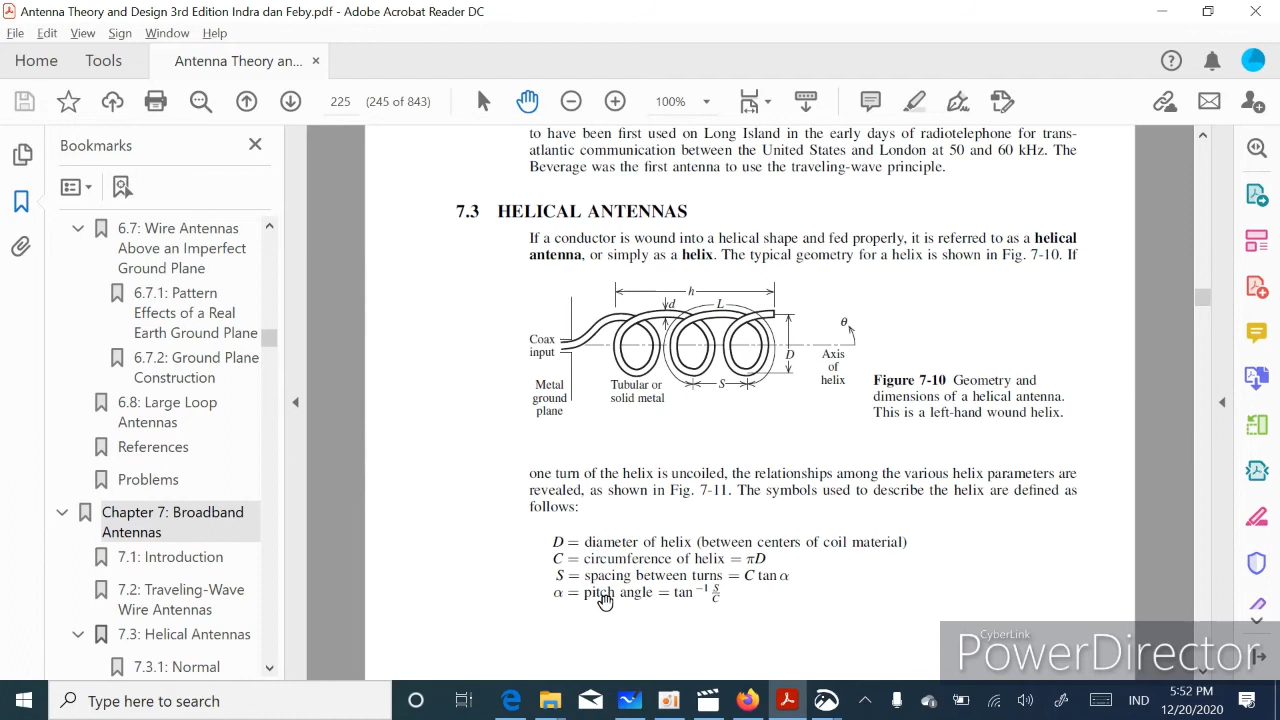 Antenna Theory and Design 3rd Edition Indra dan Feby.pdf - Adobe Acrobat Reader DC
File Edit View Sign Window Help
Home Tools Antenna Theory an... ×
225 (245 of 843) 100%
Bookmarks
6.7: Wire Antennas
Above an Imperfect
Ground Plane
6.7.1: Pattern
Effects of a Real
Earth Ground Plane
6.7.2: Ground Plane
Construction
6.8: Large Loop
Antennas
References
Problems
Chapter 7: Broadband
Antennas
7.1: Introduction
7.2: Traveling-Wave
Wire Antennas
7.3: Helical Antennas
7.3.1: Normal
to have been first used on Long Island in the early days of radiotelephone for trans-
atlantic communication between the United States and London at 50 and 60 kHz. The
Beverage was the first antenna to use the traveling-wave principle.
7.3 HELICAL ANTENNAS
If a conductor is wound into a helical shape and fed properly, it is referred to as a helical
antenna, or simply as a helix. The typical geometry for a helix is shown in Fig. 7-10. If
h
d L
θ
Coax
input
D
Axis
of
helix
S
Metal
ground
plane
Tubular or
solid metal
Figure 7-10 Geometry and
dimensions of a helical antenna.
This is a left-hand wound helix.
one turn of the helix is uncoiled, the relationships among the various helix parameters are
revealed, as shown in Fig. 7-11. The symbols used to describe the helix are defined as
follows:
D = diameter of helix (between centers of coil material)
C = circumference of helix = πD
S = spacing between turns = C tan α
α = pitch angle = tan⁻¹ S/C
CyberLink
PowerDirector
Type here to search
IND
5:52 PM
12/20/2020